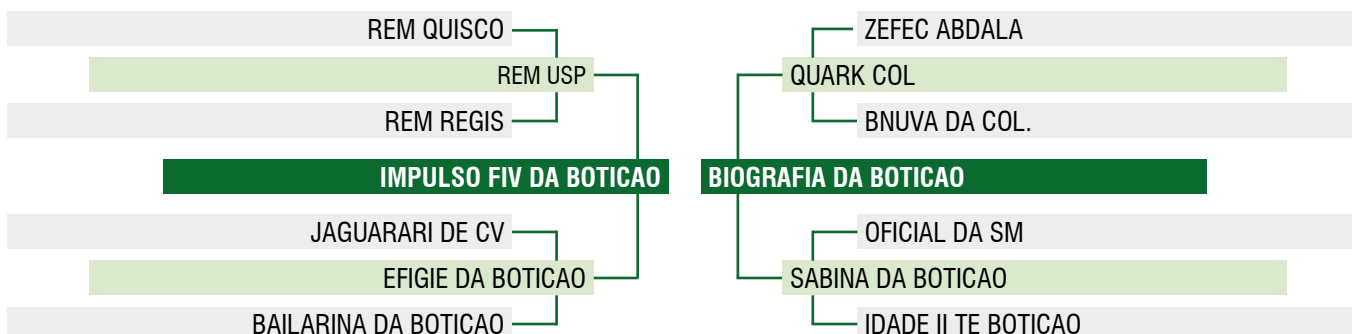 REM QUISCO
REM USP
REM REGIS
IMPULSO FIV DA BOTICAO
JAGUARARI DE CV
EFIGIE DA BOTICAO
BAILARINA DA BOTICAO
ZEFEC ABDALA
QUARK COL
BNUVA DA COL.
BIOGRAFIA DA BOTICAO
OFICIAL DA SM
SABINA DA BOTICAO
IDADE II TE BOTICAO